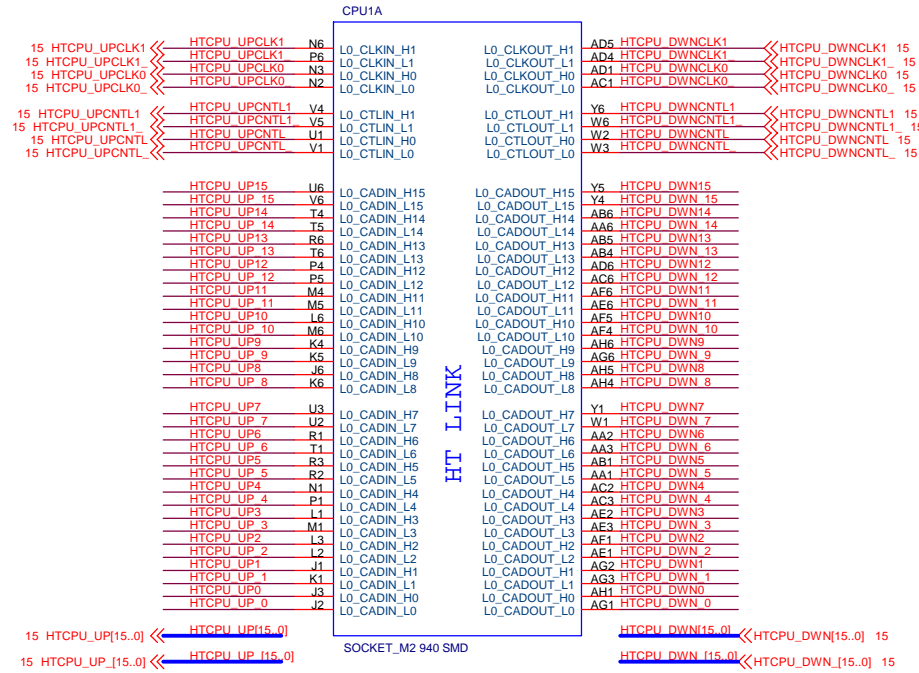 CPU1A
15 HTCPU_UPCLK1 HTCPU_UPCLK1 N6 L0_CLKIN_H1 L0_CLKOUT_H1 AD5 HTCPU_DWNCLK1 HTCPU_DWNCLK1 15
15 HTCPU_UPCLK1_ HTCPU_UPCLK1_ P6 L0_CLKIN_L1 L0_CLKOUT_L1 AD4 HTCPU_DWNCLK1_ HTCPU_DWNCLK1_ 15
15 HTCPU_UPCLK0 HTCPU_UPCLK0 N3 L0_CLKIN_H0 L0_CLKOUT_H0 AD1 HTCPU_DWNCLK0 HTCPU_DWNCLK0 15
15 HTCPU_UPCLK0_ HTCPU_UPCLK0_ N2 L0_CLKIN_L0 L0_CLKOUT_L0 AC1 HTCPU_DWNCLK0_ HTCPU_DWNCLK0_ 15
15 HTCPU_UPCNTL1 HTCPU_UPCNTL1 V4 L0_CTLIN_H1 L0_CTLOUT_H1 Y6 HTCPU_DWNCNTL1 HTCPU_DWNCNTL1 15
15 HTCPU_UPCNTL1_ HTCPU_UPCNTL1_ V5 L0_CTLIN_L1 L0_CTLOUT_L1 W6 HTCPU_DWNCNTL1_ HTCPU_DWNCNTL1_ 15
15 HTCPU_UPCNTL HTCPU_UPCNTL U1 L0_CTLIN_H0 L0_CTLOUT_H0 W2 HTCPU_DWNCNTL HTCPU_DWNCNTL 15
15 HTCPU_UPCNTL_ HTCPU_UPCNTL_ V1 L0_CTLIN_L0 L0_CTLOUT_L0 W3 HTCPU_DWNCNTL_ HTCPU_DWNCNTL_ 15
HTCPU_UP15 U6 L0_CADIN_H15 L0_CADOUT_H15 Y5 HTCPU_DWN15
HTCPU_UP_15 V6 L0_CADIN_L15 L0_CADOUT_L15 Y4 HTCPU_DWN_15
HTCPU_UP14 T4 L0_CADIN_H14 L0_CADOUT_H14 AB6 HTCPU_DWN14
HTCPU_UP_14 T5 L0_CADIN_L14 L0_CADOUT_L14 AA6 HTCPU_DWN_14
HTCPU_UP13 R6 L0_CADIN_H13 L0_CADOUT_H13 AB5 HTCPU_DWN13
HTCPU_UP_13 T6 L0_CADIN_L13 L0_CADOUT_L13 AB4 HTCPU_DWN_13
HTCPU_UP12 P4 L0_CADIN_H12 L0_CADOUT_H12 AD6 HTCPU_DWN12
HTCPU_UP_12 P5 L0_CADIN_L12 L0_CADOUT_L12 AC6 HTCPU_DWN_12
HTCPU_UP11 M4 L0_CADIN_H11 L0_CADOUT_H11 AF6 HTCPU_DWN11
HTCPU_UP_11 M5 L0_CADIN_L11 L0_CADOUT_L11 AE6 HTCPU_DWN_11
HTCPU_UP10 L6 L0_CADIN_H10 L0_CADOUT_H10 AF5 HTCPU_DWN10
HTCPU_UP_10 M6 L0_CADIN_L10 L0_CADOUT_L10 AF4 HTCPU_DWN_10
HTCPU_UP9 K4 L0_CADIN_H9 L0_CADOUT_H9 AH6 HTCPU_DWN9
HTCPU_UP_9 K5 L0_CADIN_L9 L0_CADOUT_L9 AG6 HTCPU_DWN_9
HTCPU_UP8 J6 L0_CADIN_H8 L0_CADOUT_H8 AH5 HTCPU_DWN8
HTCPU_UP_8 K6 L0_CADIN_L8 L0_CADOUT_L8 AH4 HTCPU_DWN_8
HT LINK
HTCPU_UP7 U3 L0_CADIN_H7 L0_CADOUT_H7 Y1 HTCPU_DWN7
HTCPU_UP_7 U2 L0_CADIN_L7 L0_CADOUT_L7 W1 HTCPU_DWN_7
HTCPU_UP6 R1 L0_CADIN_H6 L0_CADOUT_H6 AA2 HTCPU_DWN6
HTCPU_UP_6 T1 L0_CADIN_L6 L0_CADOUT_L6 AA3 HTCPU_DWN_6
HTCPU_UP5 R3 L0_CADIN_H5 L0_CADOUT_H5 AB1 HTCPU_DWN5
HTCPU_UP_5 R2 L0_CADIN_L5 L0_CADOUT_L5 AA1 HTCPU_DWN_5
HTCPU_UP4 N1 L0_CADIN_H4 L0_CADOUT_H4 AC2 HTCPU_DWN4
HTCPU_UP_4 P1 L0_CADIN_L4 L0_CADOUT_L4 AC3 HTCPU_DWN_4
HTCPU_UP3 L1 L0_CADIN_H3 L0_CADOUT_H3 AE2 HTCPU_DWN3
HTCPU_UP_3 M1 L0_CADIN_L3 L0_CADOUT_L3 AE3 HTCPU_DWN_3
HTCPU_UP2 L3 L0_CADIN_H2 L0_CADOUT_H2 AF1 HTCPU_DWN2
HTCPU_UP_2 L2 L0_CADIN_L2 L0_CADOUT_L2 AE1 HTCPU_DWN_2
HTCPU_UP1 J1 L0_CADIN_H1 L0_CADOUT_H1 AG2 HTCPU_DWN1
HTCPU_UP_1 K1 L0_CADIN_L1 L0_CADOUT_L1 AG3 HTCPU_DWN_1
HTCPU_UP0 J3 L0_CADIN_H0 L0_CADOUT_H0 AH1 HTCPU_DWN0
HTCPU_UP_0 J2 L0_CADIN_L0 L0_CADOUT_L0 AG1 HTCPU_DWN_0
15 HTCPU_UP[15..0] HTCPU_UP[15..0] HTCPU_DWN[15..0] HTCPU_DWN[15..0] 15
SOCKET_M2 940 SMD
15 HTCPU_UP_[15..0] HTCPU_UP_[15..0] HTCPU_DWN_[15..0] HTCPU_DWN_[15..0] 15